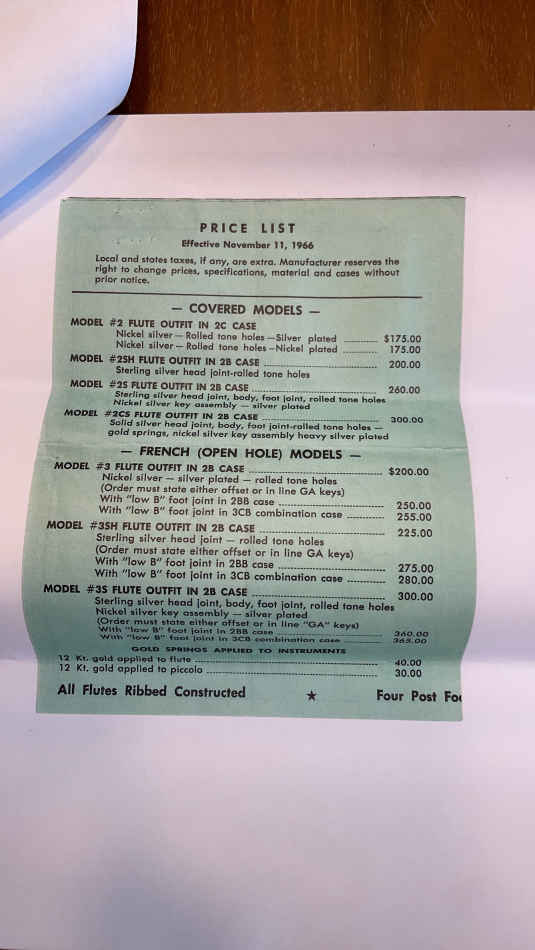 PRICE LIST
Effective November 11, 1966
Local and states taxes, if any, are extra. Manufacturer reserves the
right to change prices, specifications, material and cases without
prior notice.
— COVERED MODELS —
MODEL #2 FLUTE OUTFIT IN 2C CASE
Nickel silver — Rolled tone holes — Silver plated ............ $175.00
Nickel silver — Rolled tone holes — Nickel plated ............ 175.00
MODEL #2SH FLUTE OUTFIT IN 2B CASE ............ 200.00
Sterling silver head joint-rolled tone holes
MODEL #2S FLUTE OUTFIT IN 2B CASE ............ 260.00
Sterling silver head joint, body, foot joint, rolled tone holes
Nickel silver key assembly — silver plated
MODEL #2CS FLUTE OUTFIT IN 2B CASE ............ 300.00
Solid silver head joint, body, foot joint-rolled tone holes —
gold springs, nickel silver key assembly heavy silver plated
— FRENCH (OPEN HOLE) MODELS —
MODEL #3 FLUTE OUTFIT IN 2B CASE ............ $200.00
Nickel silver — silver plated — rolled tone holes
(Order must state either offset or in line GA keys)
With "low B" foot joint in 2BB case ............ 250.00
With "low B" foot joint in 3CB combination case ............ 255.00
MODEL #3SH FLUTE OUTFIT IN 2B CASE ............ 225.00
Sterling silver head joint — rolled tone holes
(Order must state either offset or in line GA keys)
With "low B" foot joint in 2BB case ............ 275.00
With "low B" foot joint in 3CB combination case ............ 280.00
MODEL #3S FLUTE OUTFIT IN 2B CASE ............ 300.00
Sterling silver head joint, body, foot joint, rolled tone holes
Nickel silver key assembly — silver plated
(Order must state either offset or in line "GA" keys)
With "low B" foot joint in 2BB case ............ 360.00
With "low B" foot joint in 3CB combination case ............ 365.00
GOLD SPRINGS APPLIED TO INSTRUMENTS
12 Kt. gold applied to flute ............ 40.00
12 Kt. gold applied to piccolo ............ 30.00
All Flutes Ribbed Constructed ★ Four Post Foo